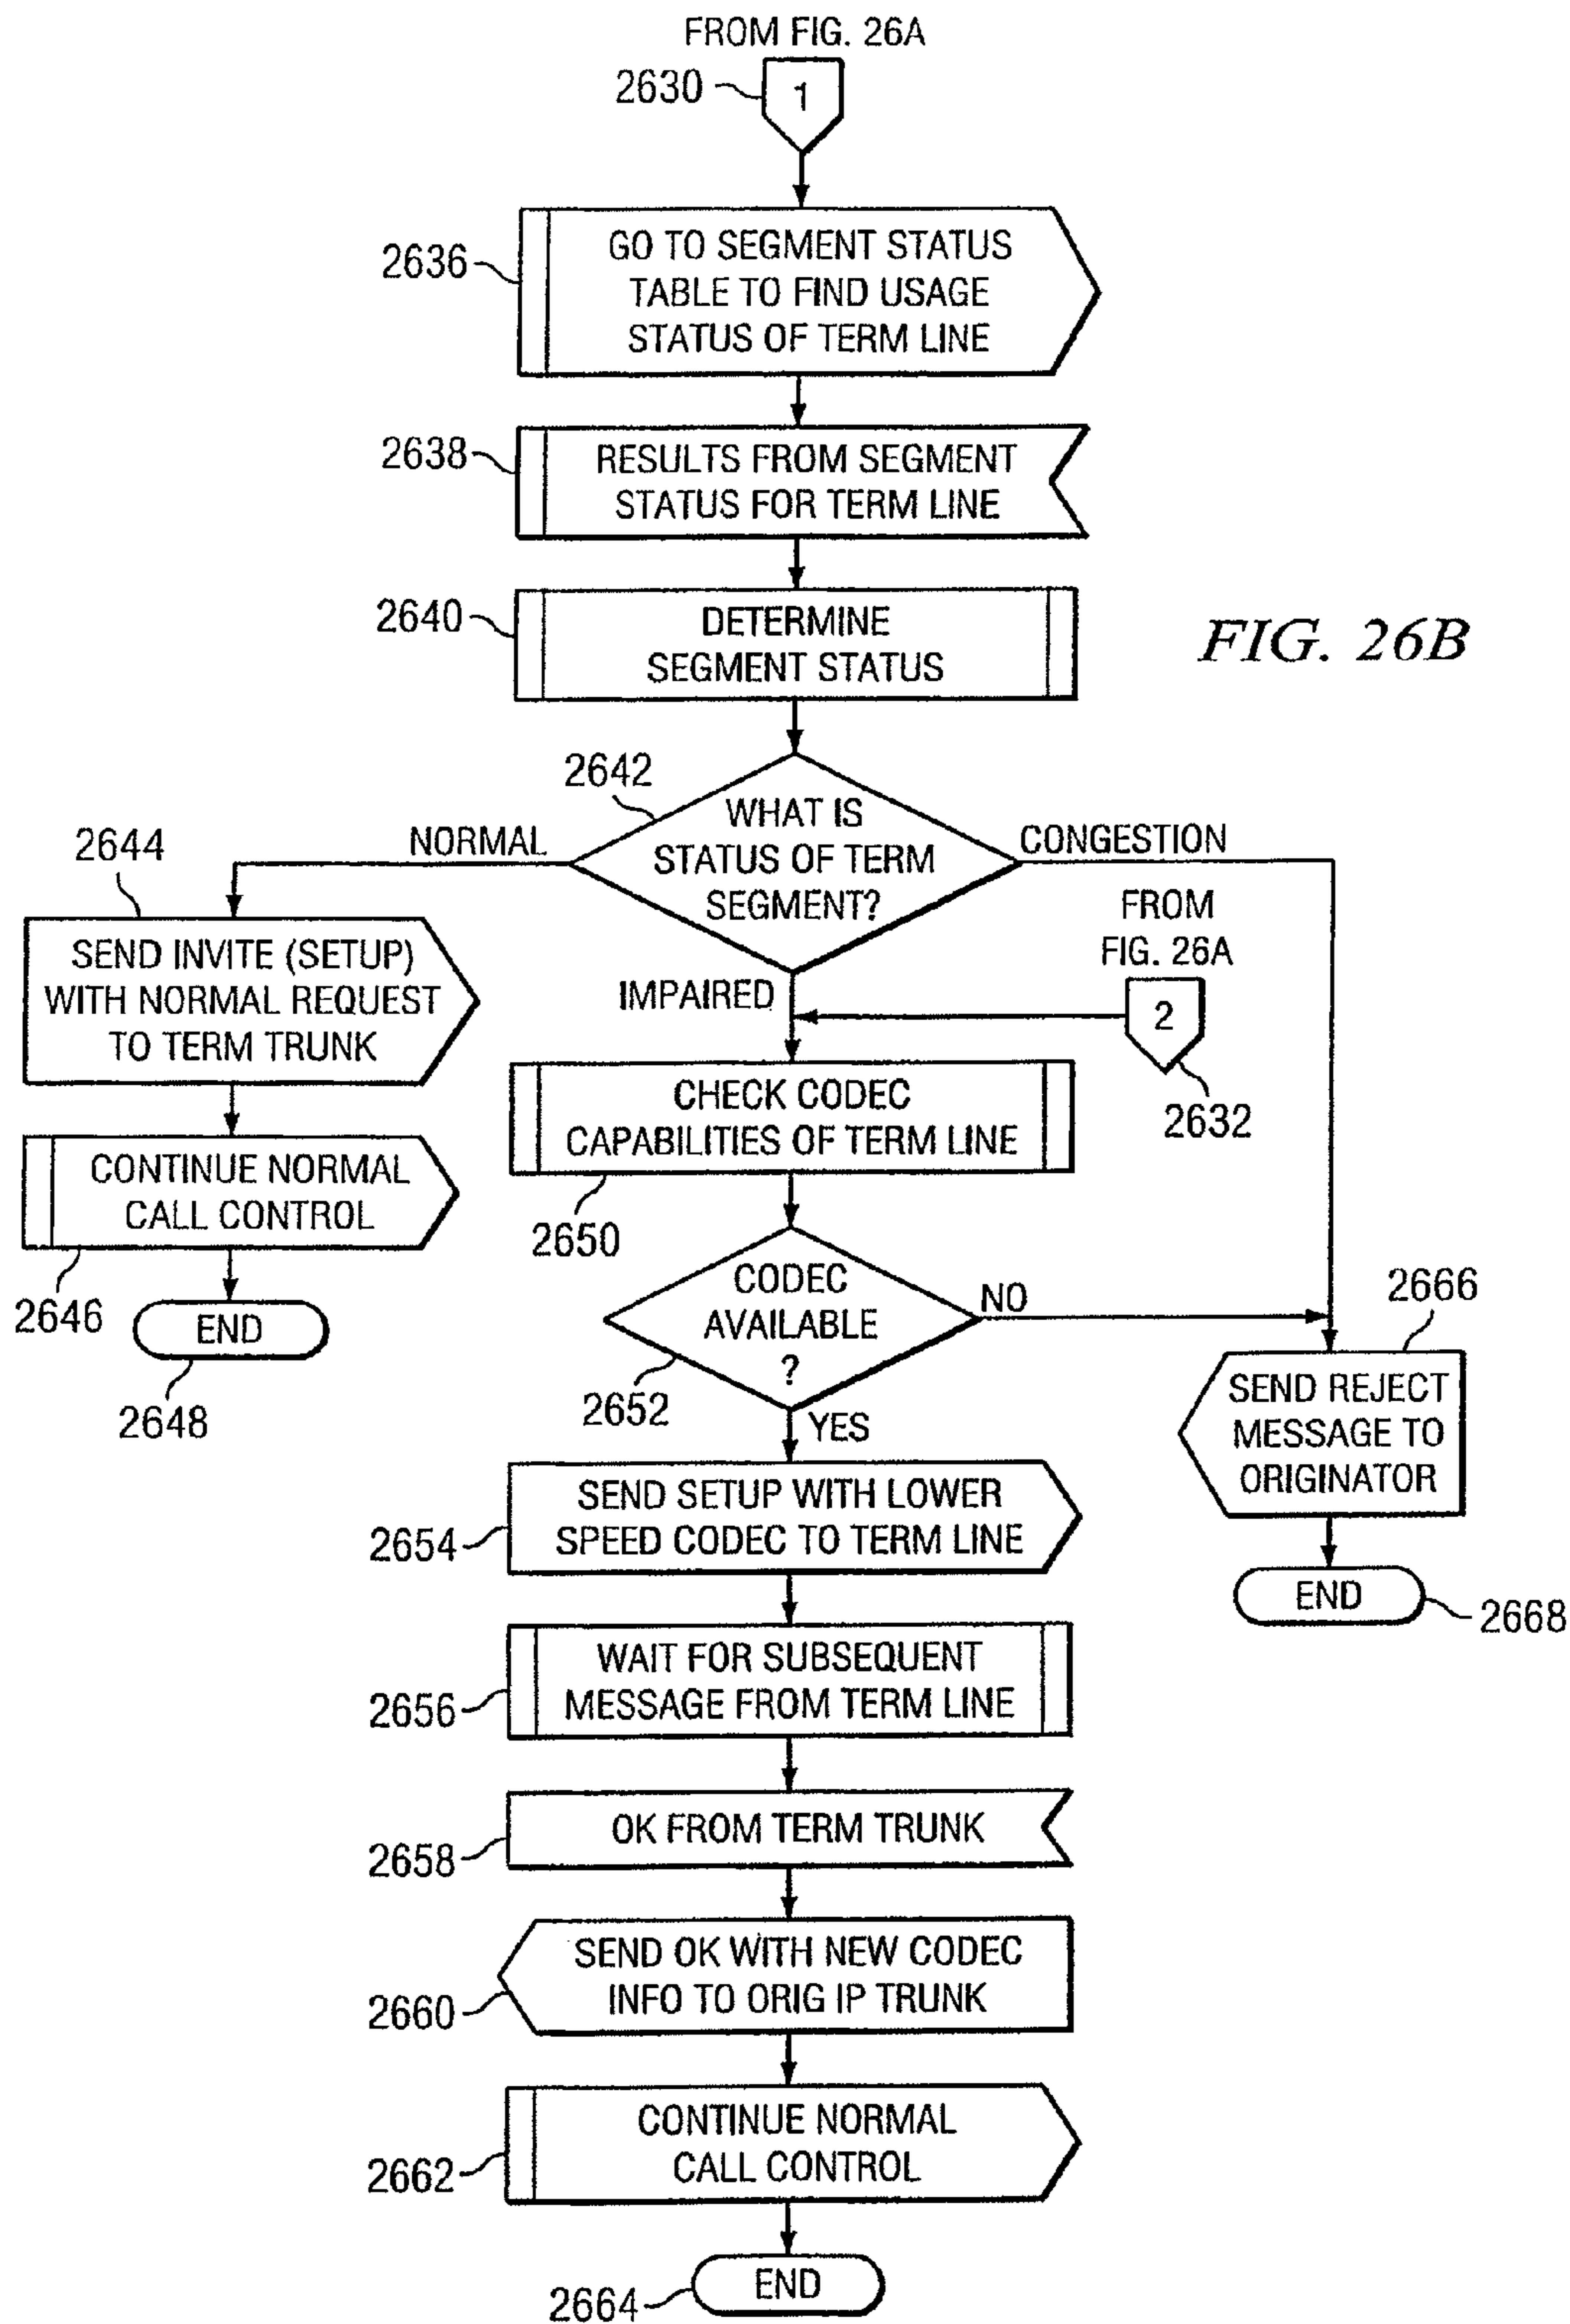 FROM FIG. 26A
2630
1
2636
GO TO SEGMENT STATUS
TABLE TO FIND USAGE
STATUS OF TERM LINE
2638
RESULTS FROM SEGMENT
STATUS FOR TERM LINE
2640
DETERMINE
SEGMENT STATUS
FIG. 26B
2642
WHAT IS
STATUS OF TERM
SEGMENT?
NORMAL
CONGESTION
IMPAIRED
2644
SEND INVITE (SETUP)
WITH NORMAL REQUEST
TO TERM TRUNK
CONTINUE NORMAL
CALL CONTROL
2646
END
2648
FROM
FIG. 26A
2
2632
CHECK CODEC
CAPABILITIES OF TERM LINE
2650
CODEC
AVAILABLE
?
2652
NO
YES
2666
SEND REJECT
MESSAGE TO
ORIGINATOR
END
2668
2654
SEND SETUP WITH LOWER
SPEED CODEC TO TERM LINE
2656
WAIT FOR SUBSEQUENT
MESSAGE FROM TERM LINE
2658
OK FROM TERM TRUNK
2660
SEND OK WITH NEW CODEC
INFO TO ORIG IP TRUNK
2662
CONTINUE NORMAL
CALL CONTROL
2664
END